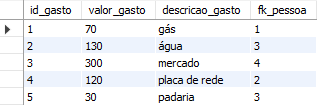 id_gasto valor_gasto descricao_gasto fk_pessoa
1 70 gás 1
2 130 água 3
3 300 mercado 4
4 120 placa de rede 2
5 30 padaria 3